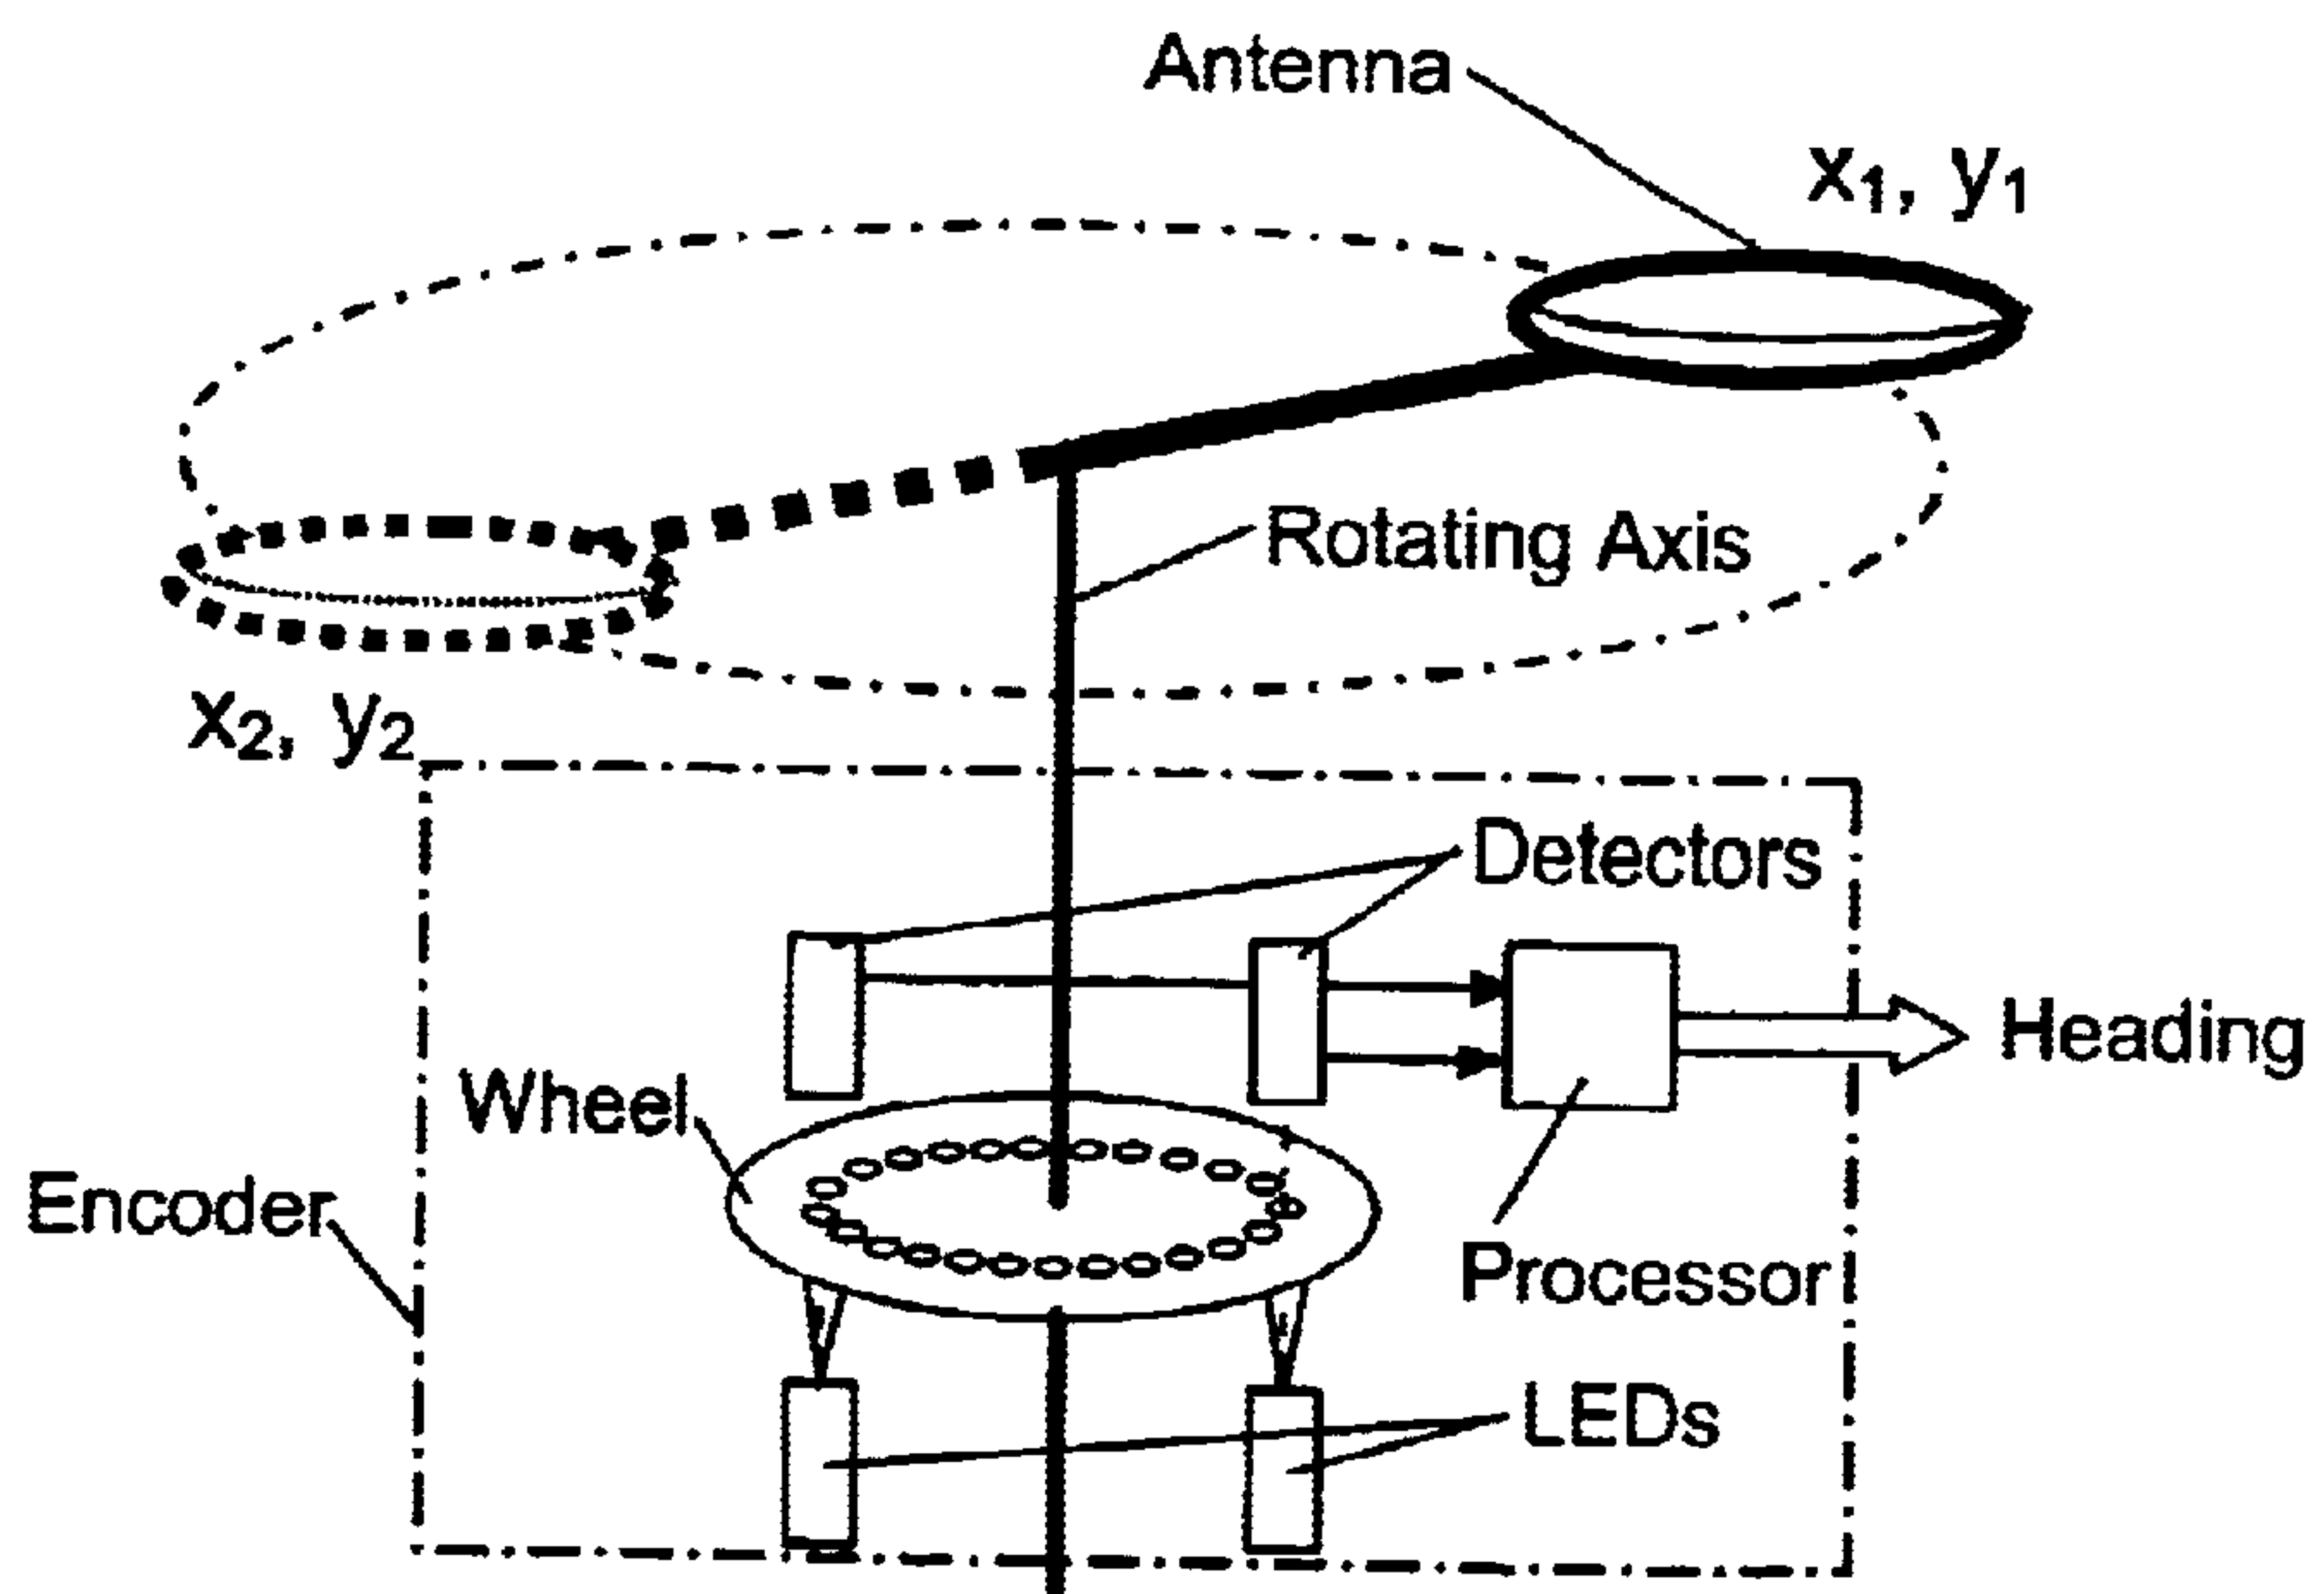 Antenna
x1, y1
Rotating Axis
x2, y2
Detectors
Heading
Wheel
Encoder
Processor
LEDs